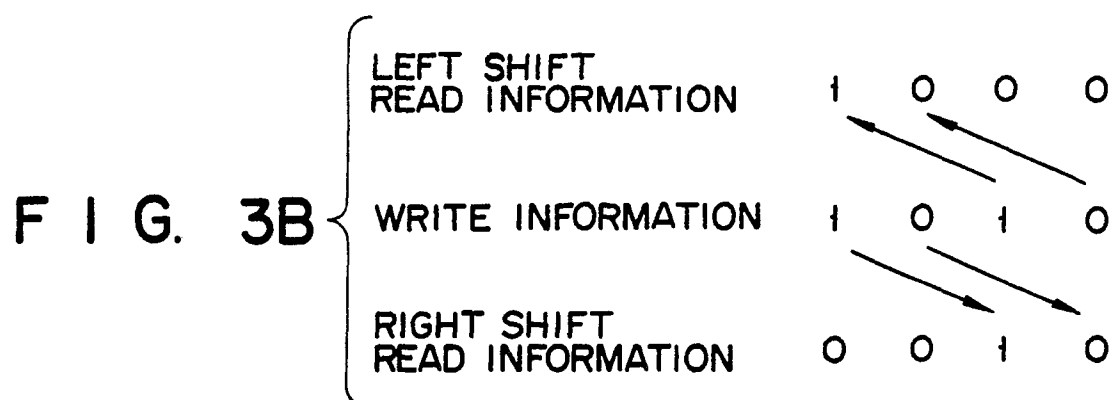 LEFT SHIFT
READ INFORMATION 1 0 0 0
F I G. 3B WRITE INFORMATION 1 0 1 0
RIGHT SHIFT
READ INFORMATION 0 0 1 0